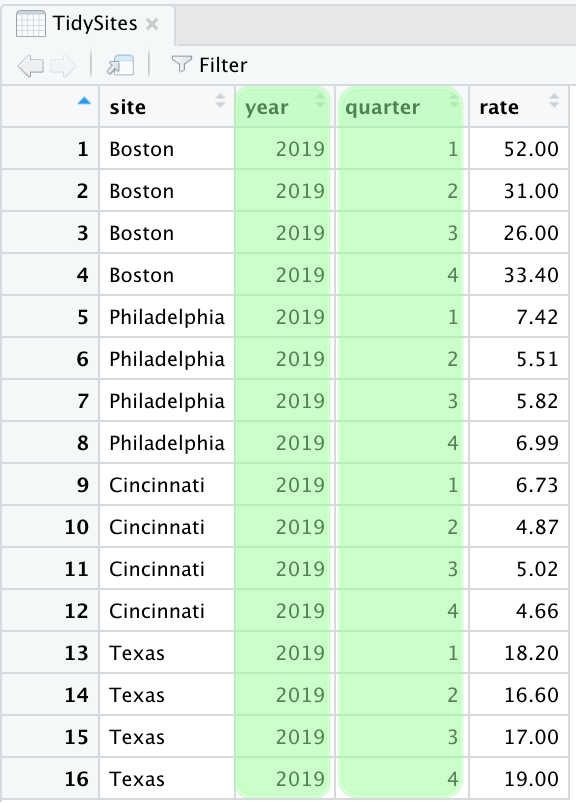 TidySites
Filter
site year quarter rate
1 Boston 2019 1 52.00
2 Boston 2019 2 31.00
3 Boston 2019 3 26.00
4 Boston 2019 4 33.40
5 Philadelphia 2019 1 7.42
6 Philadelphia 2019 2 5.51
7 Philadelphia 2019 3 5.82
8 Philadelphia 2019 4 6.99
9 Cincinnati 2019 1 6.73
10 Cincinnati 2019 2 4.87
11 Cincinnati 2019 3 5.02
12 Cincinnati 2019 4 4.66
13 Texas 2019 1 18.20
14 Texas 2019 2 16.60
15 Texas 2019 3 17.00
16 Texas 2019 4 19.00